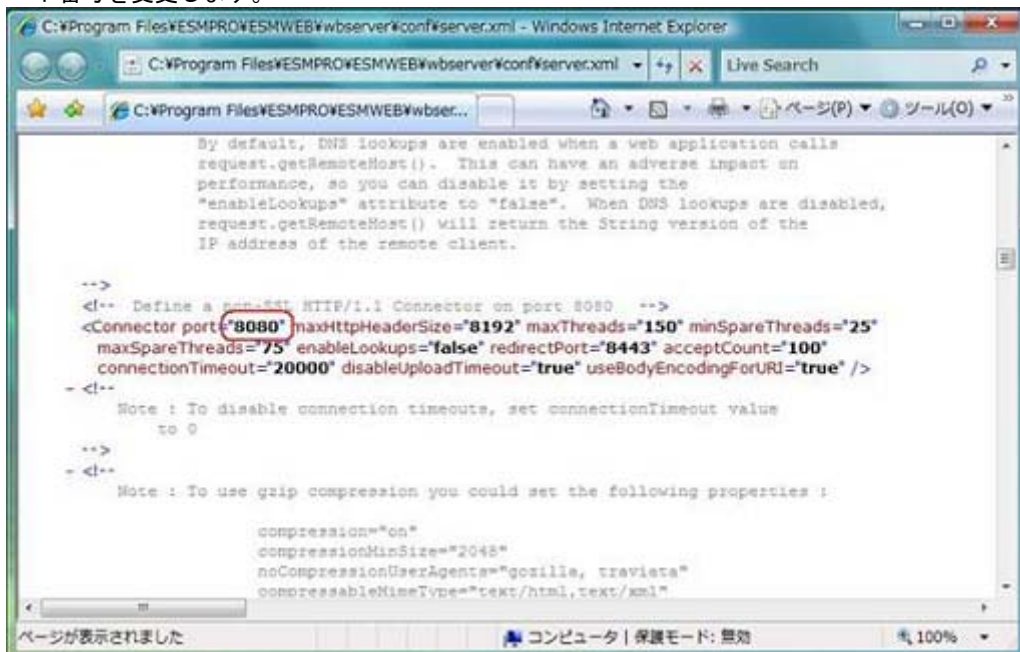 番号を変更します。
C:¥Program Files¥ESMPRO¥ESMWEB¥wbserver¥conf¥server.xml - Windows Internet Explorer
C:¥Program Files¥ESMPRO¥ESMWEB¥wbserver¥conf¥server.xml Live Search
C:¥Program Files¥ESMPRO¥ESMWEB¥wbser... ページ(P) ツール(O) »
By default, DNS lookups are enabled when a web application calls
request.getRemoteHost(). This can have an adverse impact on
performance, so you can disable it by setting the
"enableLookups" attribute to "false". When DNS lookups are disabled,
request.getRemoteHost() will return the String version of the
IP address of the remote client.
-->
<!-- Define a non-SSL HTTP/1.1 Connector on port 8080 -->
<Connector port="8080" maxHttpHeaderSize="8192" maxThreads="150" minSpareThreads="25"
maxSpareThreads="75" enableLookups="false" redirectPort="8443" acceptCount="100"
connectionTimeout="20000" disableUploadTimeout="true" useBodyEncodingForURI="true" />
- <!--
Note : To disable connection timeouts, set connectionTimeout value
to 0
-->
- <!--
Note : To use gzip compression you could set the following properties :
compression="on"
compressionMinSize="2048"
noCompressionUserAgents="gozilla, traviata"
compressableMimeType="text/html,text/xml"
ページが表示されました コンピュータ | 保護モード: 無効 100%